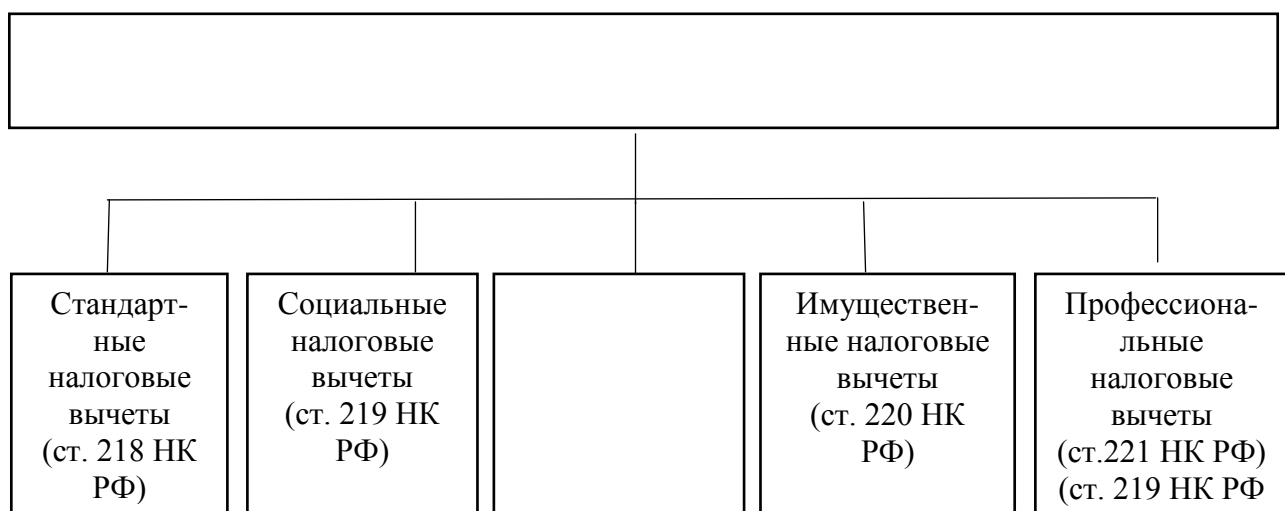 Стандарт-
ные
налоговые
вычеты
(ст. 218 НК
РФ)
Социальные
налоговые
вычеты
(ст. 219 НК
РФ)
Имуществен-
ные налоговые
вычеты
(ст. 220 НК
РФ)
Профессиона-
льные
налоговые
вычеты
(ст.221 НК РФ)
(ст. 219 НК РФ